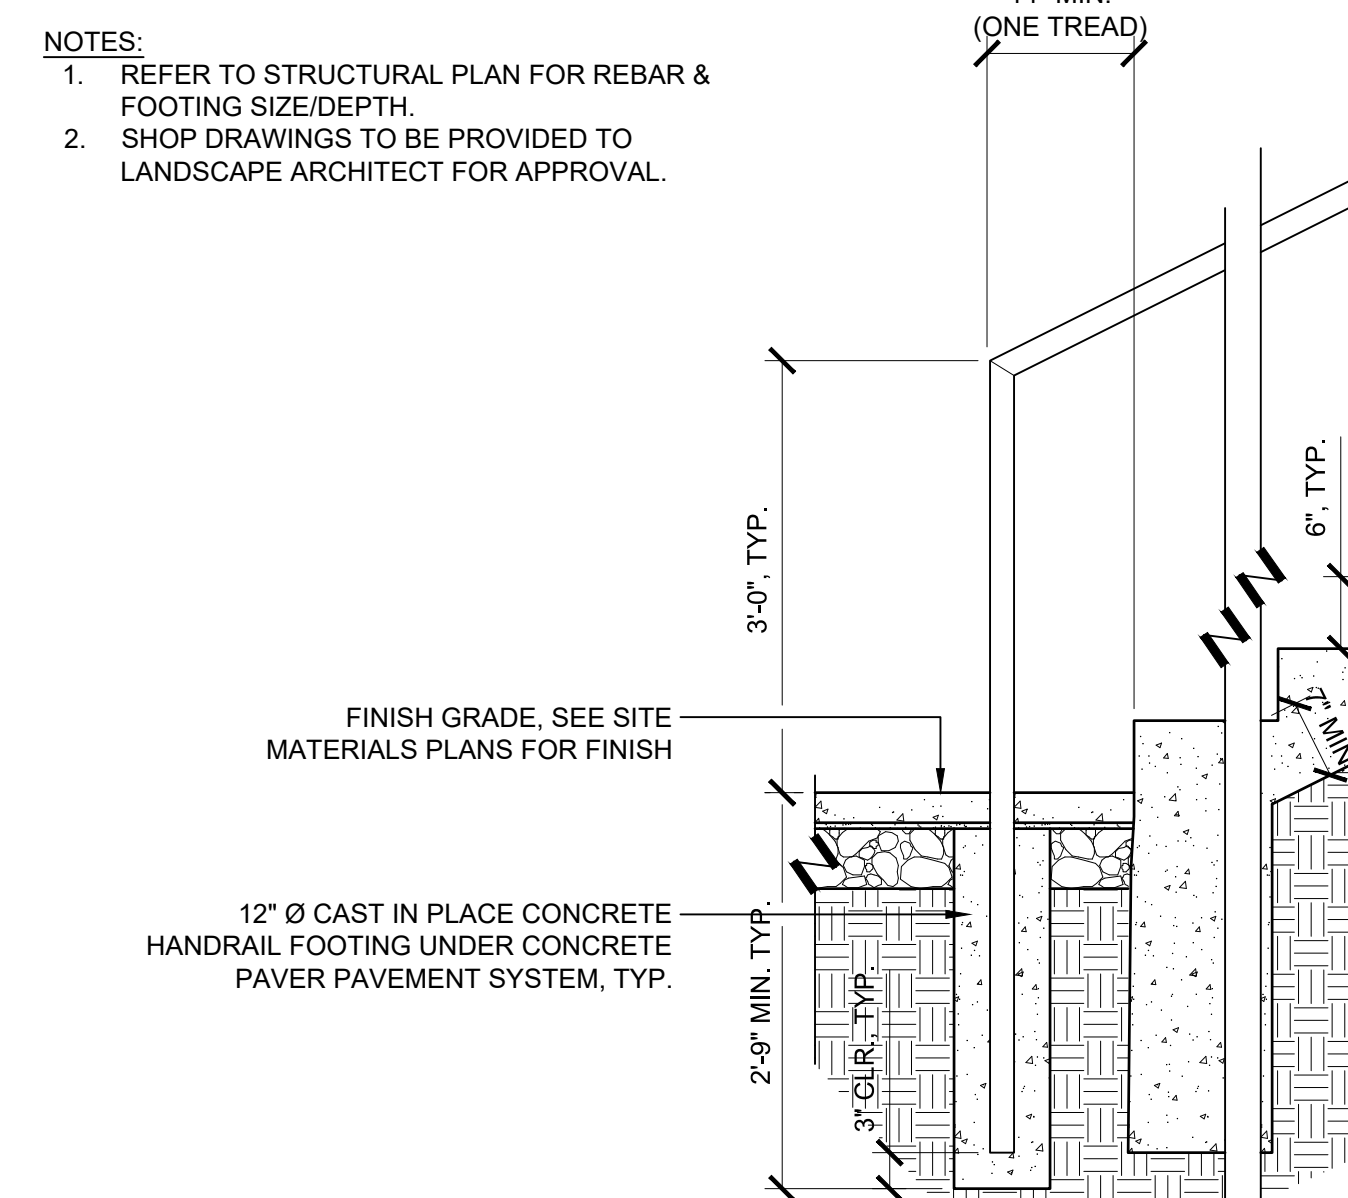 NOTES:
1. REFER TO STRUCTURAL PLAN FOR REBAR &
FOOTING SIZE/DEPTH.
2. SHOP DRAWINGS TO BE PROVIDED TO
LANDSCAPE ARCHITECT FOR APPROVAL.
MIN.
(ONE TREAD)
6", TYP.
3'-0", TYP.
7" MIN.
FINISH GRADE, SEE SITE
MATERIALS PLANS FOR FINISH
12" Ø CAST IN PLACE CONCRETE
HANDRAIL FOOTING UNDER CONCRETE
PAVER PAVEMENT SYSTEM, TYP.
2'-9" MIN. TYP.
3" CLR., TYP.